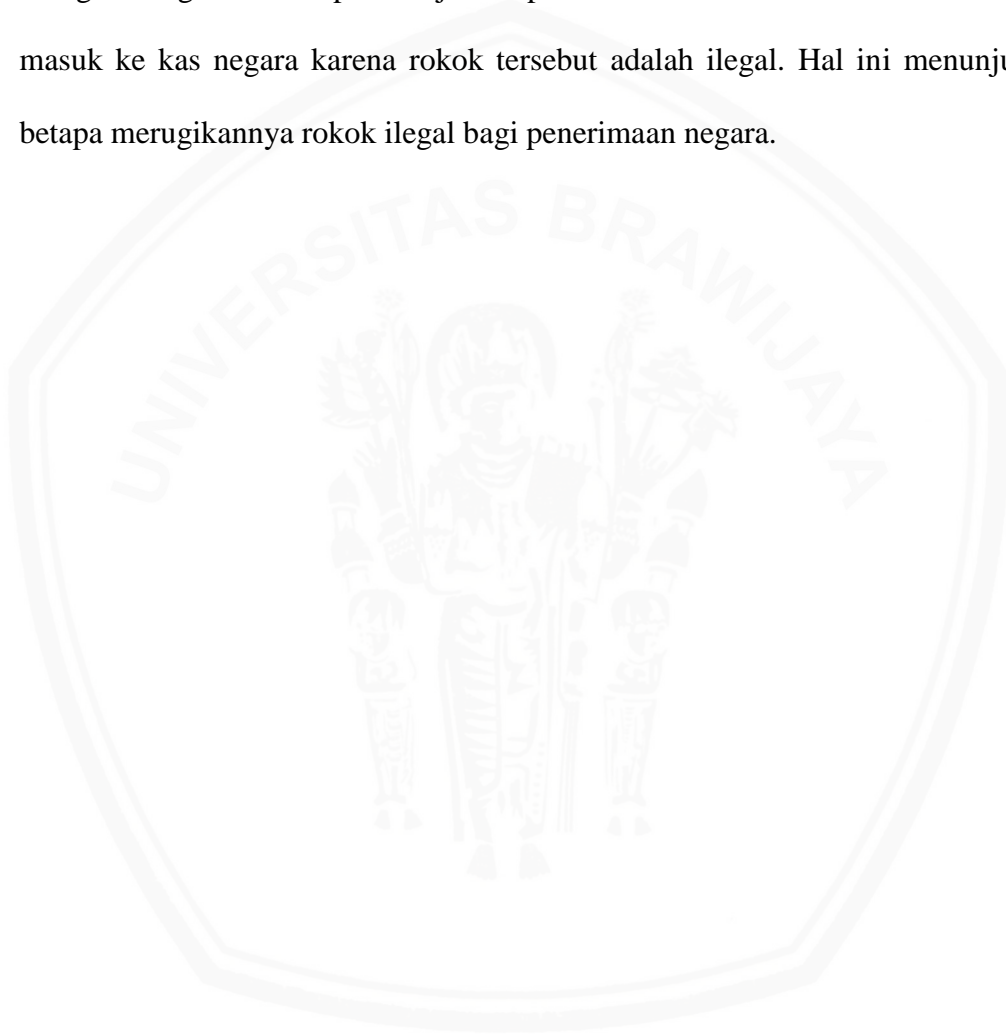 masuk ke kas negara karena rokok tersebut adalah ilegal. Hal ini menunju
betapa merugikannya rokok ilegal bagi penerimaan negara.
UNIVERSITAS BRAWIJAYA